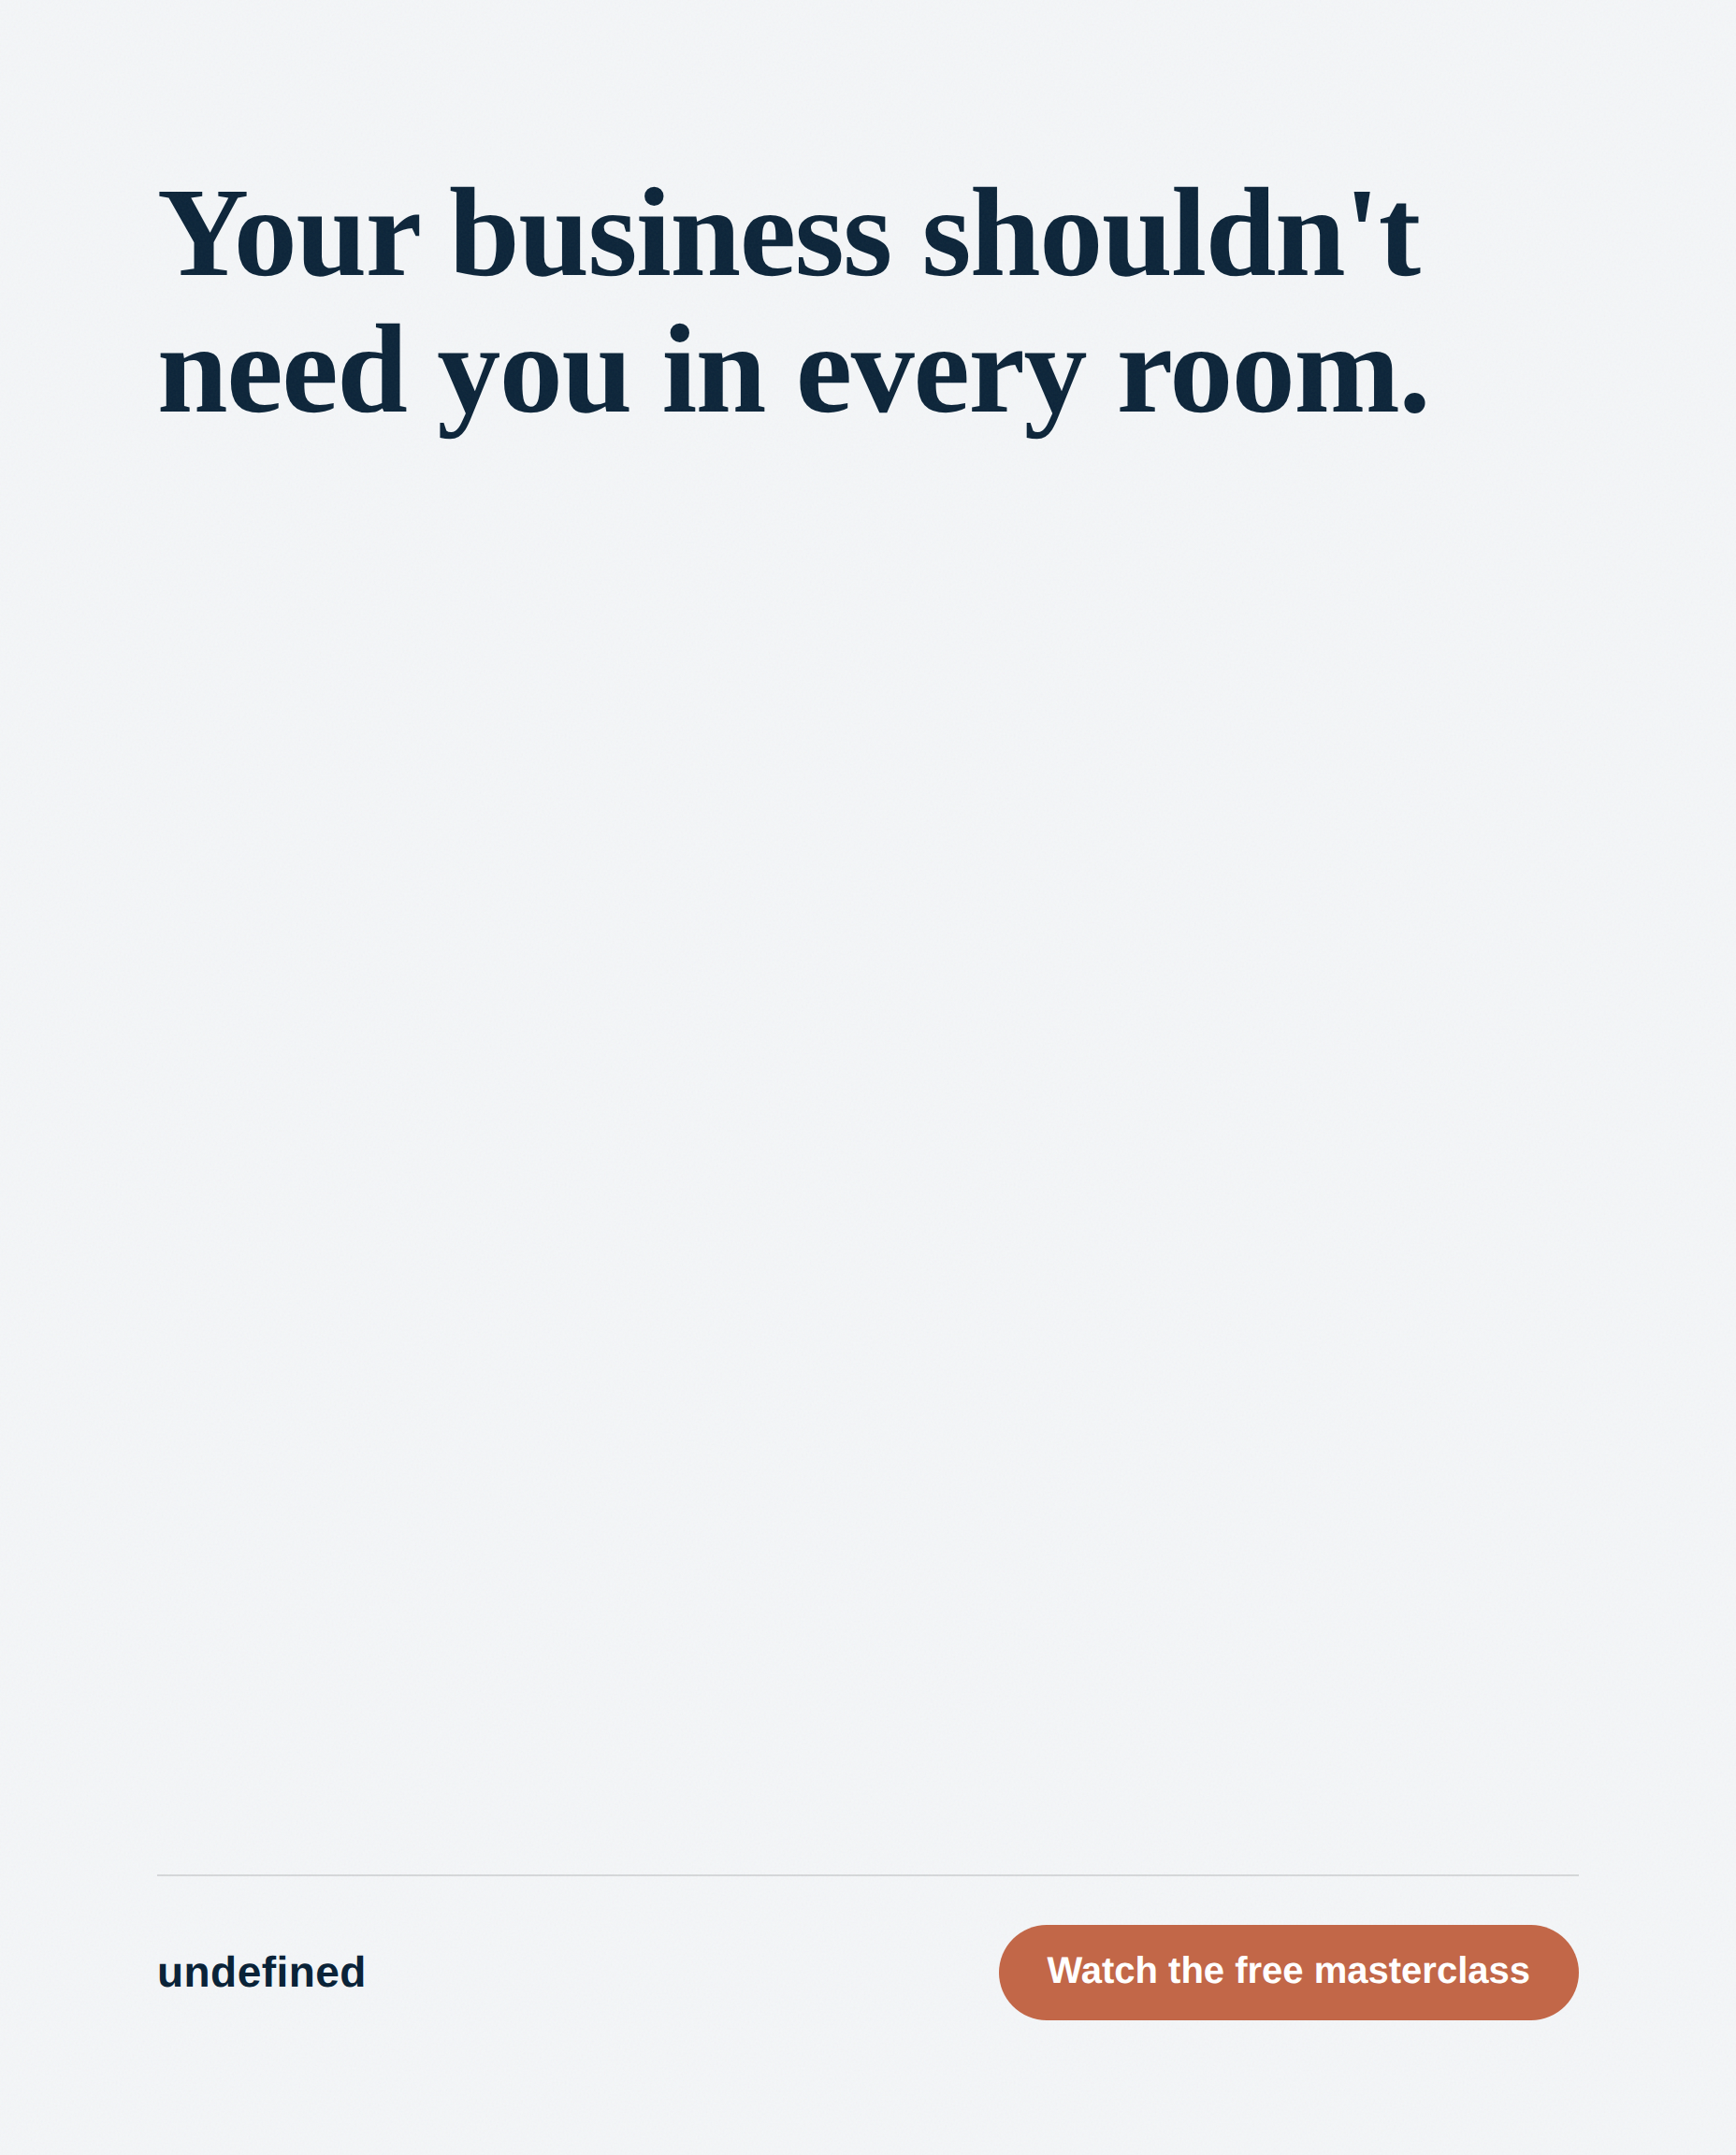 Your business shouldn't
need you in every room.
undefined
Watch the free masterclass